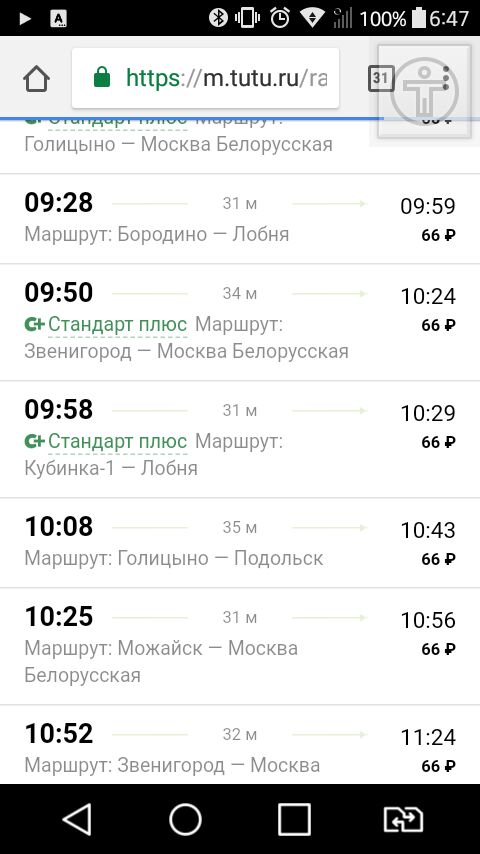 100% 6:47
https://m.tutu.ru/ra
31
Стандарт плюс Маршрут:
Голицыно — Москва Белорусская
09:28 31 м 09:59
Маршрут: Бородино — Лобня 66 ₽
09:50 34 м 10:24
Стандарт плюс Маршрут: 66 ₽
Звенигород — Москва Белорусская
09:58 31 м 10:29
Стандарт плюс Маршрут: 66 ₽
Кубинка-1 — Лобня
10:08 35 м 10:43
Маршрут: Голицыно — Подольск 66 ₽
10:25 31 м 10:56
Маршрут: Можайск — Москва 66 ₽
Белорусская
10:52 32 м 11:24
Маршрут: Звенигород — Москва 66 ₽